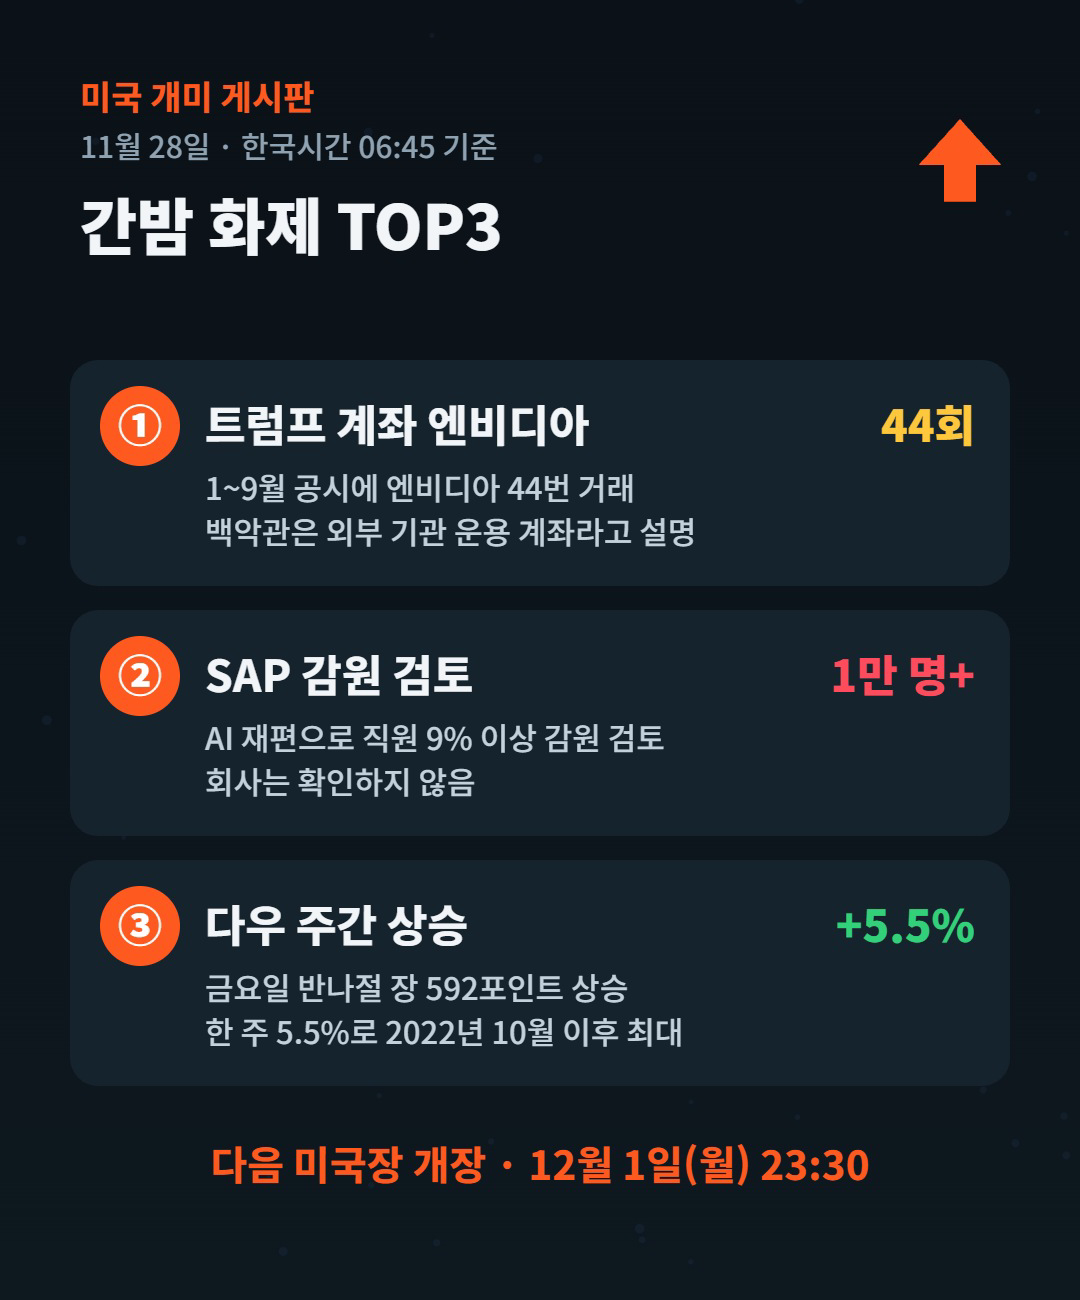 미국 개미 게시판
11월 28일 · 한국시간 06:45 기준
간밤 화제 TOP3
① 트럼프 계좌 엔비디아 44회
1~9월 공시에 엔비디아 44번 거래
백악관은 외부 기관 운용 계좌라고 설명
② SAP 감원 검토 1만 명+
AI 재편으로 직원 9% 이상 감원 검토
회사는 확인하지 않음
③ 다우 주간 상승 +5.5%
금요일 반나절 장 592포인트 상승
한 주 5.5%로 2022년 10월 이후 최대
다음 미국장 개장 · 12월 1일(월) 23:30